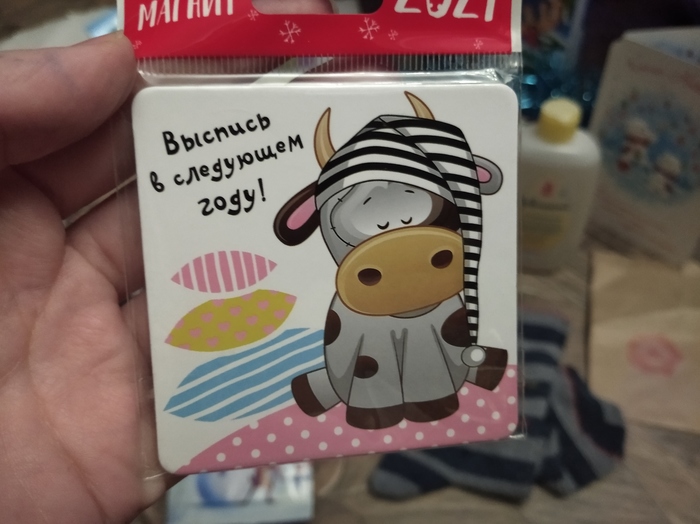 МАГНИТ 2021
Выспись
в следующем
году!